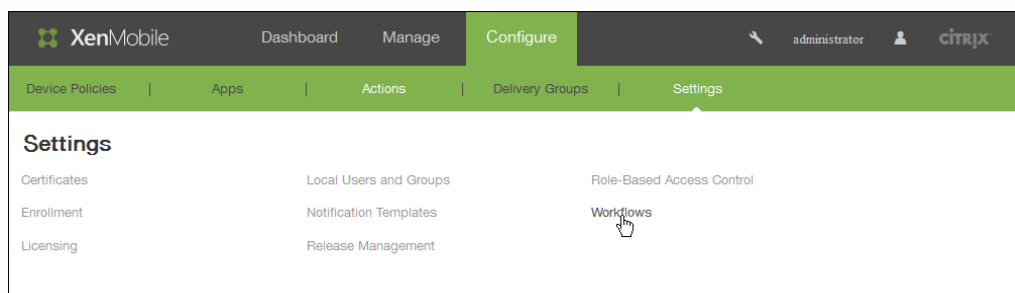 XenMobile Dashboard Manage Configure administrator CITRIX
Device Policies | Apps | Actions | Delivery Groups | Settings
Settings
Certificates Local Users and Groups Role-Based Access Control
Enrollment Notification Templates Workflows
Licensing Release Management